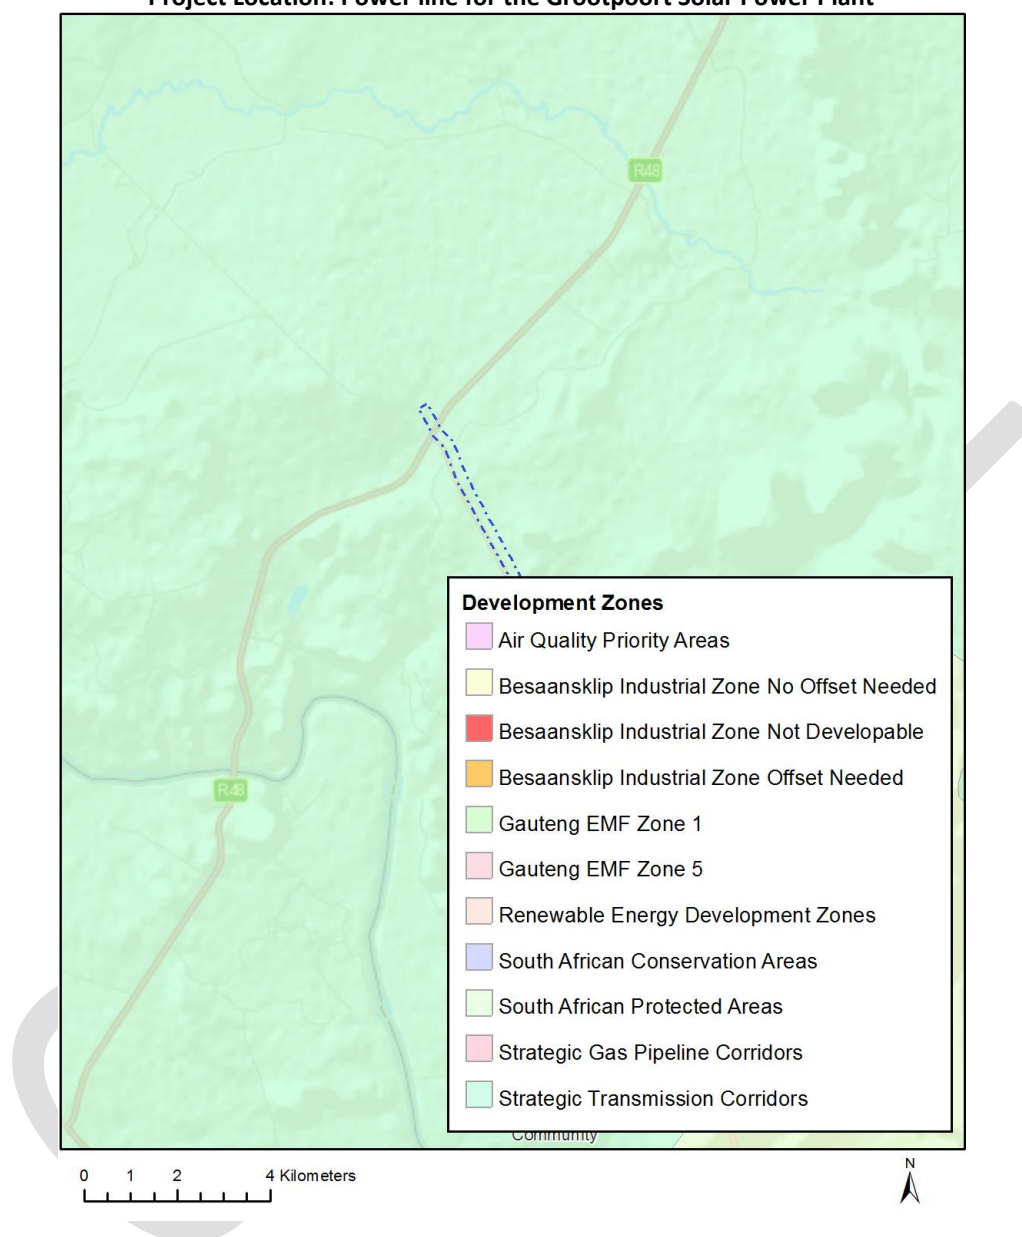 Project Location: Power line for the Grootpoort Solar Power Plant
R48
R48
Development Zones
Air Quality Priority Areas
Besaansklip Industrial Zone No Offset Needed
Besaansklip Industrial Zone Not Developable
Besaansklip Industrial Zone Offset Needed
Gauteng EMF Zone 1
Gauteng EMF Zone 5
Renewable Energy Development Zones
South African Conservation Areas
South African Protected Areas
Strategic Gas Pipeline Corridors
Strategic Transmission Corridors
Community
0 1 2 4 Kilometers
N